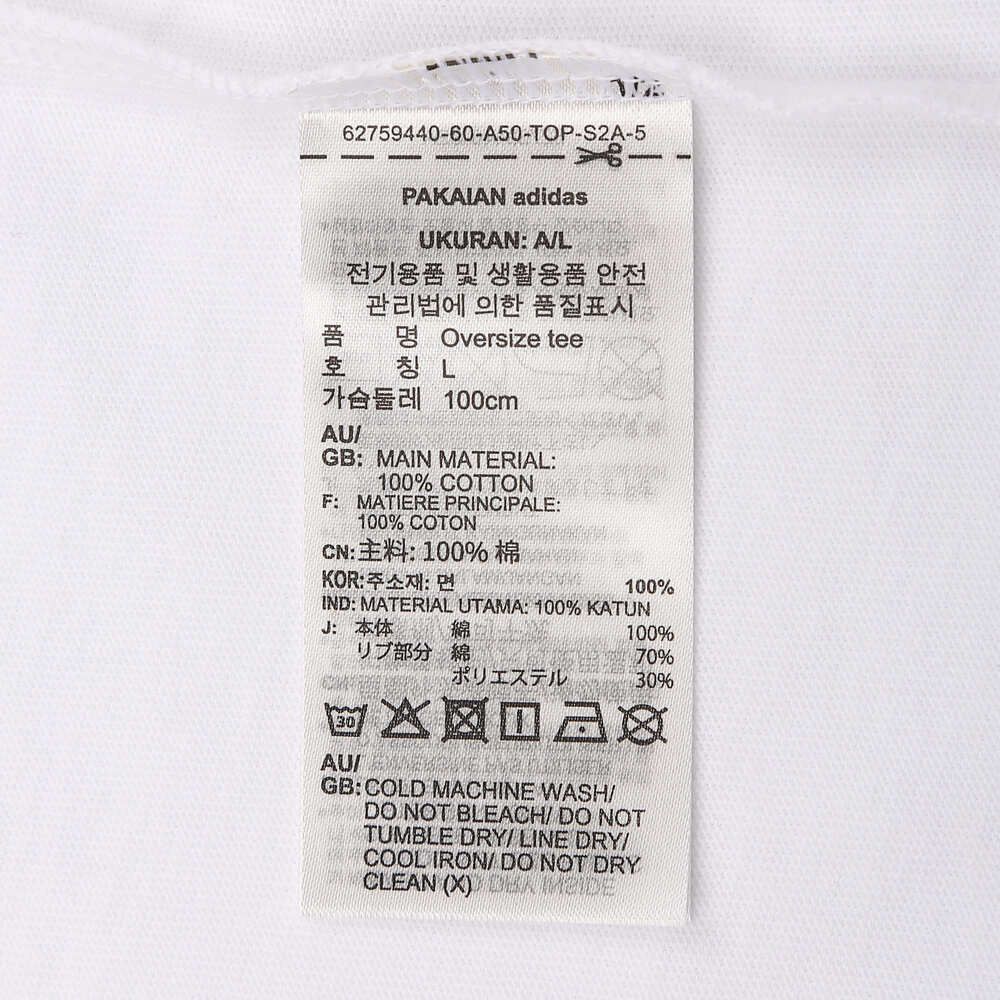 62759440-60-A50-TOP-S2A-5
PAKAIAN adidas
UKURAN: A/L
전기용품 및 생활용품 안전
관리법에 의한 품질표시
품 명 Oversize tee
호 칭 L
가슴둘레 100cm
AU/
GB: MAIN MATERIAL:
100% COTTON
F: MATIERE PRINCIPALE:
100% COTON
CN: 主料: 100% 棉
KOR: 주소재: 면 100%
IND: MATERIAL UTAMA: 100% KATUN
J: 本体 綿 100%
リブ部分 綿 70%
ポリエステル 30%
30
AU/
GB: COLD MACHINE WASH/
DO NOT BLEACH/ DO NOT
TUMBLE DRY/ LINE DRY/
COOL IRON/ DO NOT DRY
CLEAN (X)